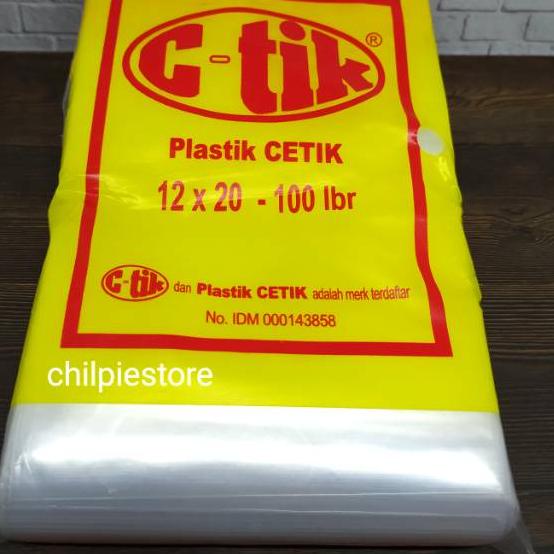 C-tik®
Plastik CETIK
12 x 20 - 100 lbr
C-tik dan Plastik CETIK adalah merk terdaftar
No. IDM 000143858
chilpiestore